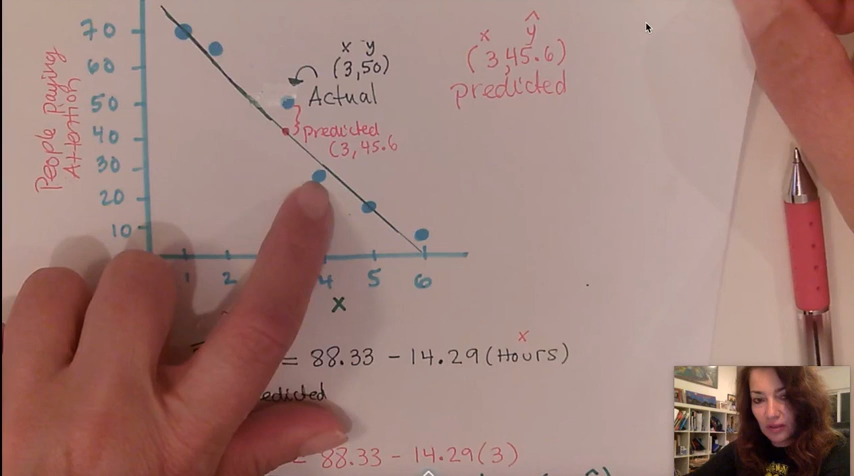 People Paying
Attention
70
60
50
40
30
20
10
1 2 4 5 6
X
x y
(3,50)
Actual
Predicted
(3,45.6
x ŷ
(3,45.6)
predicted
x
= 88.33 - 14.29 (Hours)
edicted
= 88.33 - 14.29 (3)